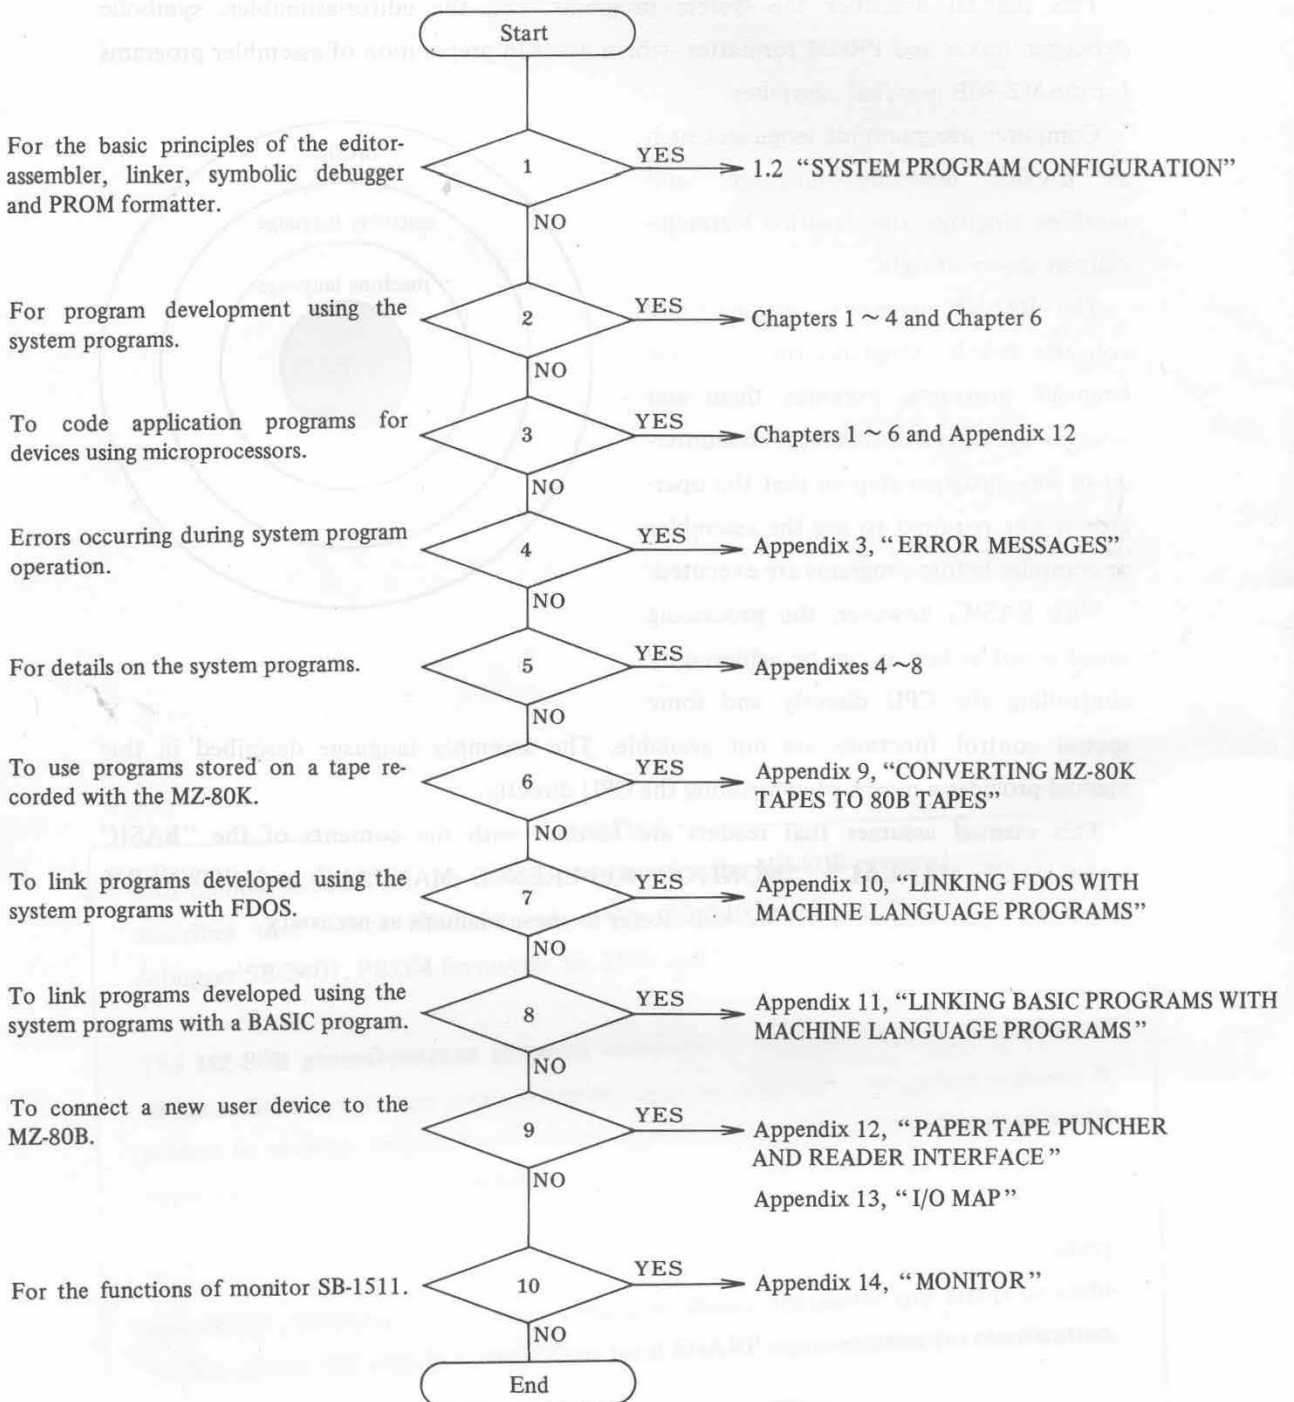 Start
For the basic principles of the editor-
assembler, linker, symbolic debugger
and PROM formatter.
1
YES
1.2 “SYSTEM PROGRAM CONFIGURATION”
NO
For program development using the
system programs.
2
YES
Chapters 1 ~ 4 and Chapter 6
NO
To code application programs for
devices using microprocessors.
3
YES
Chapters 1 ~ 6 and Appendix 12
NO
Errors occurring during system program
operation.
4
YES
Appendix 3, “ERROR MESSAGES”
NO
For details on the system programs.
5
YES
Appendixes 4 ~8
NO
To use programs stored on a tape re-
corded with the MZ-80K.
6
YES
Appendix 9, “CONVERTING MZ-80K
TAPES TO 80B TAPES”
NO
To link programs developed using the
system programs with FDOS.
7
YES
Appendix 10, “LINKING FDOS WITH
MACHINE LANGUAGE PROGRAMS”
NO
To link programs developed using the
system programs with a BASIC program.
8
YES
Appendix 11, “LINKING BASIC PROGRAMS WITH
MACHINE LANGUAGE PROGRAMS”
NO
To connect a new user device to the
MZ-80B.
9
YES
Appendix 12, “PAPER TAPE PUNCHER
AND READER INTERFACE”
Appendix 13, “I/O MAP”
NO
For the functions of monitor SB-1511.
10
YES
Appendix 14, “MONITOR”
NO
End